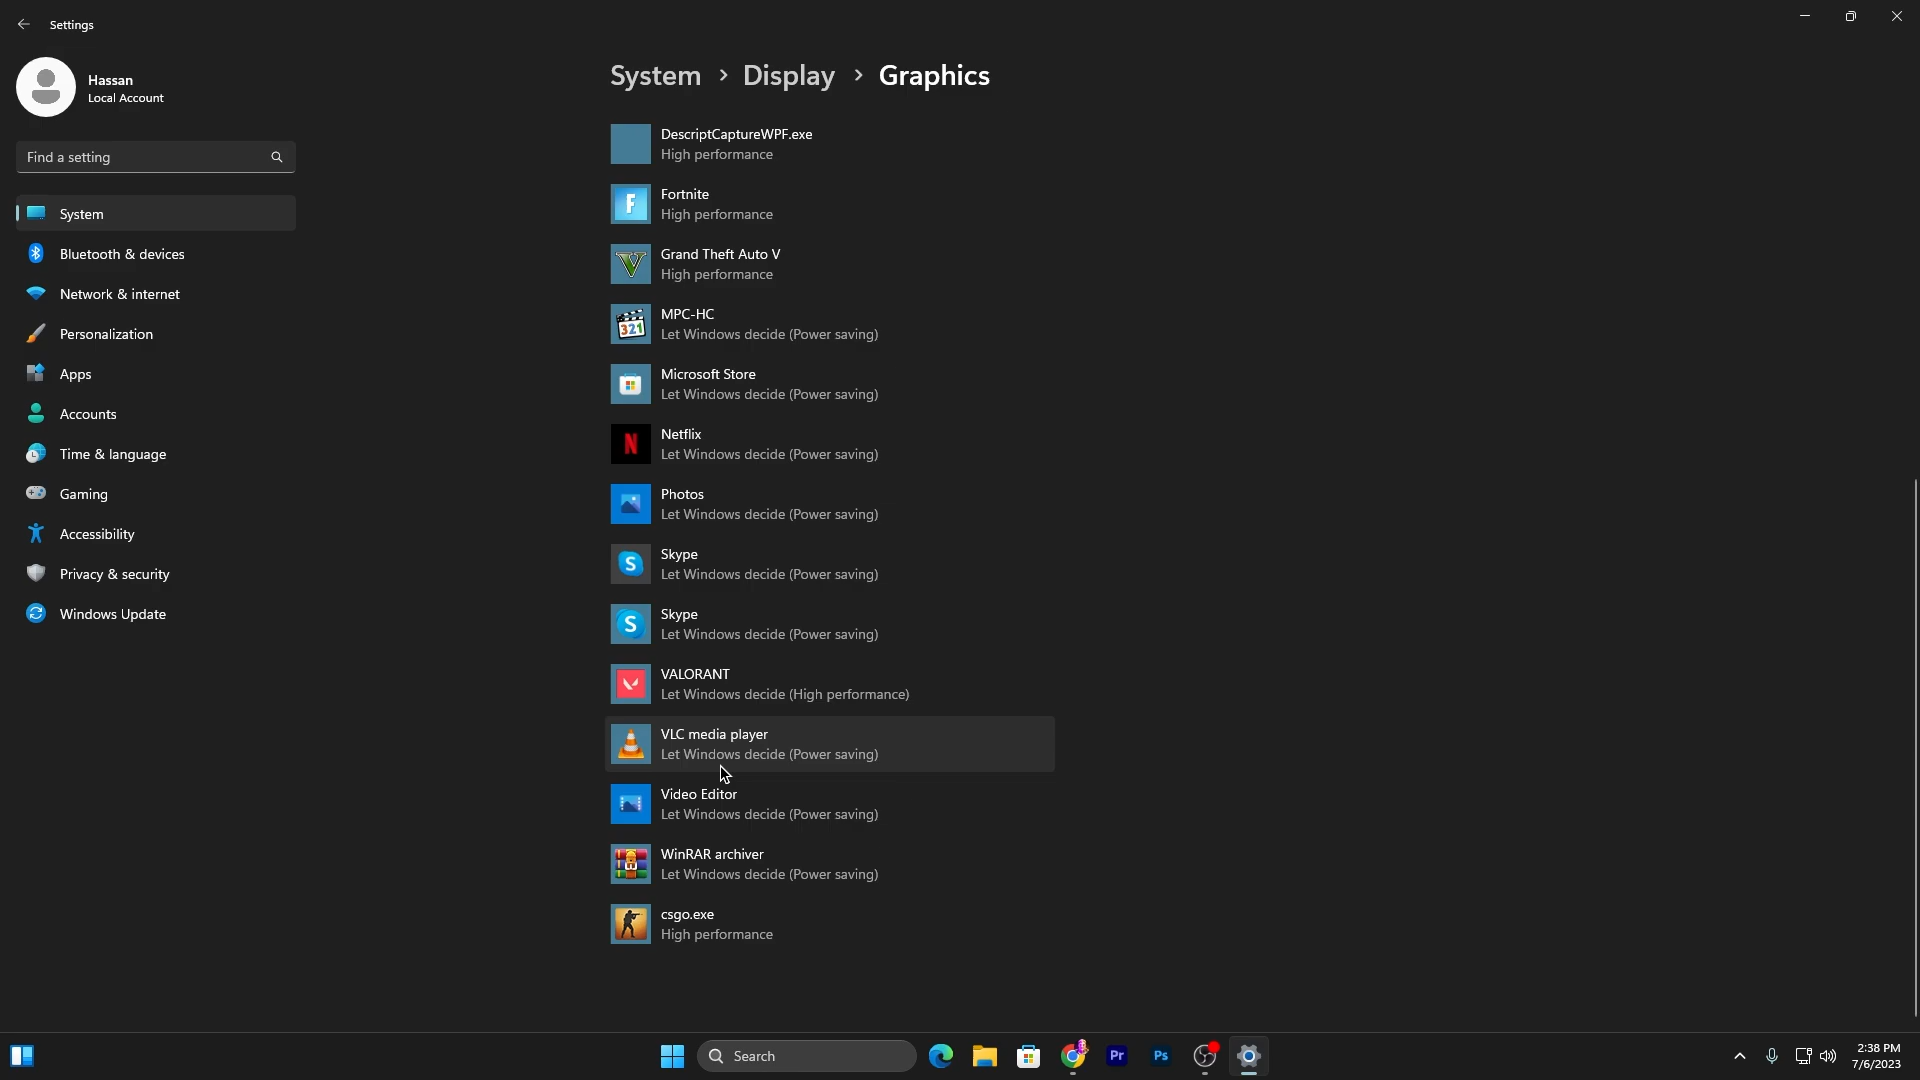 Settings
Hassan
Local Account
Find a setting
System
Bluetooth & devices
Network & internet
Personalization
Apps
Accounts
Time & language
Gaming
Accessibility
Privacy & security
Windows Update
System > Display > Graphics
DescriptCaptureWPF.exe
High performance
F
Fortnite
High performance
V
Grand Theft Auto V
High performance
321
MPC-HC
Let Windows decide (Power saving)
Microsoft Store
Let Windows decide (Power saving)
N
Netflix
Let Windows decide (Power saving)
Photos
Let Windows decide (Power saving)
S
Skype
Let Windows decide (Power saving)
S
Skype
Let Windows decide (Power saving)
VALORANT
Let Windows decide (High performance)
VLC media player
Let Windows decide (Power saving)
Video Editor
Let Windows decide (Power saving)
WinRAR archiver
Let Windows decide (Power saving)
csgo.exe
High performance
Search
Pr
Ps
2:38 PM
7/6/2023